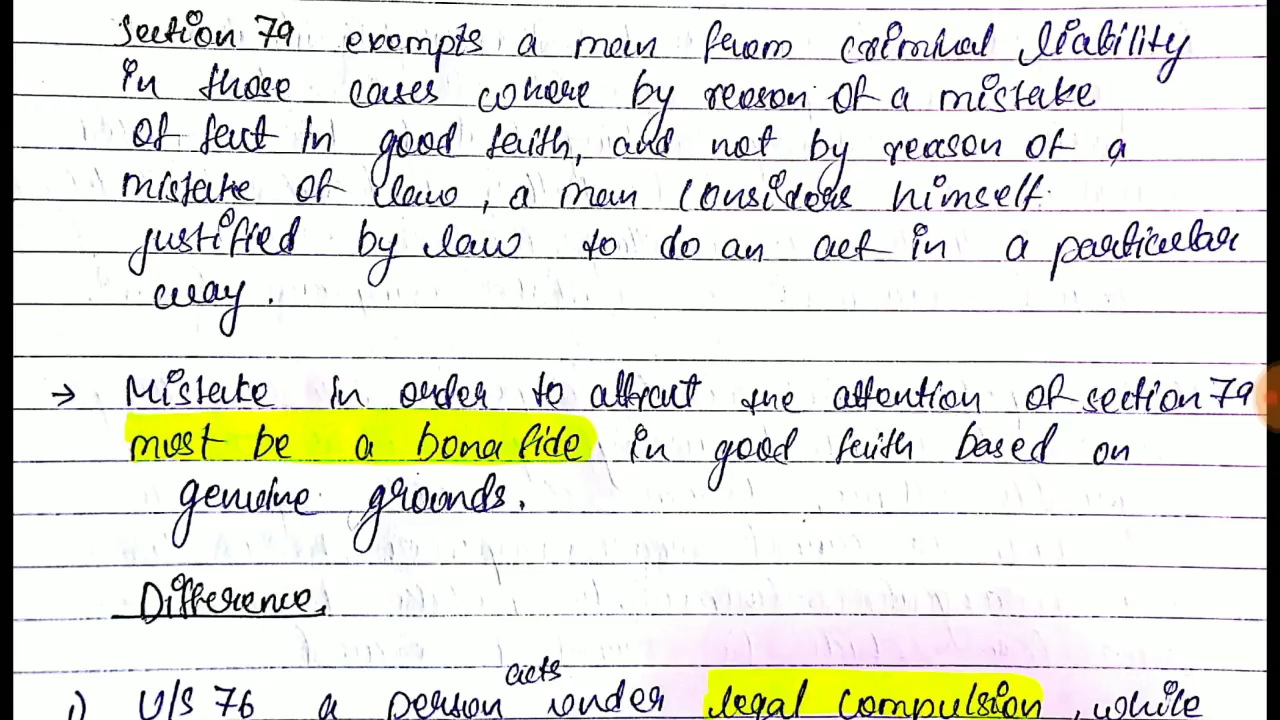 Section 79 exempts a man from criminal liability
in those cases where by reason of a mistake
of fact in good faith, and not by reason of a
mistake of law, a man considers himself
justified by law to do an act in a particular
way.
→ Mistake in order to attract the attention of section 79
must be a bonafide in good faith based on
genuine grounds.
Difference.
acts
i) U/S 76 a person under legal compulsion, while